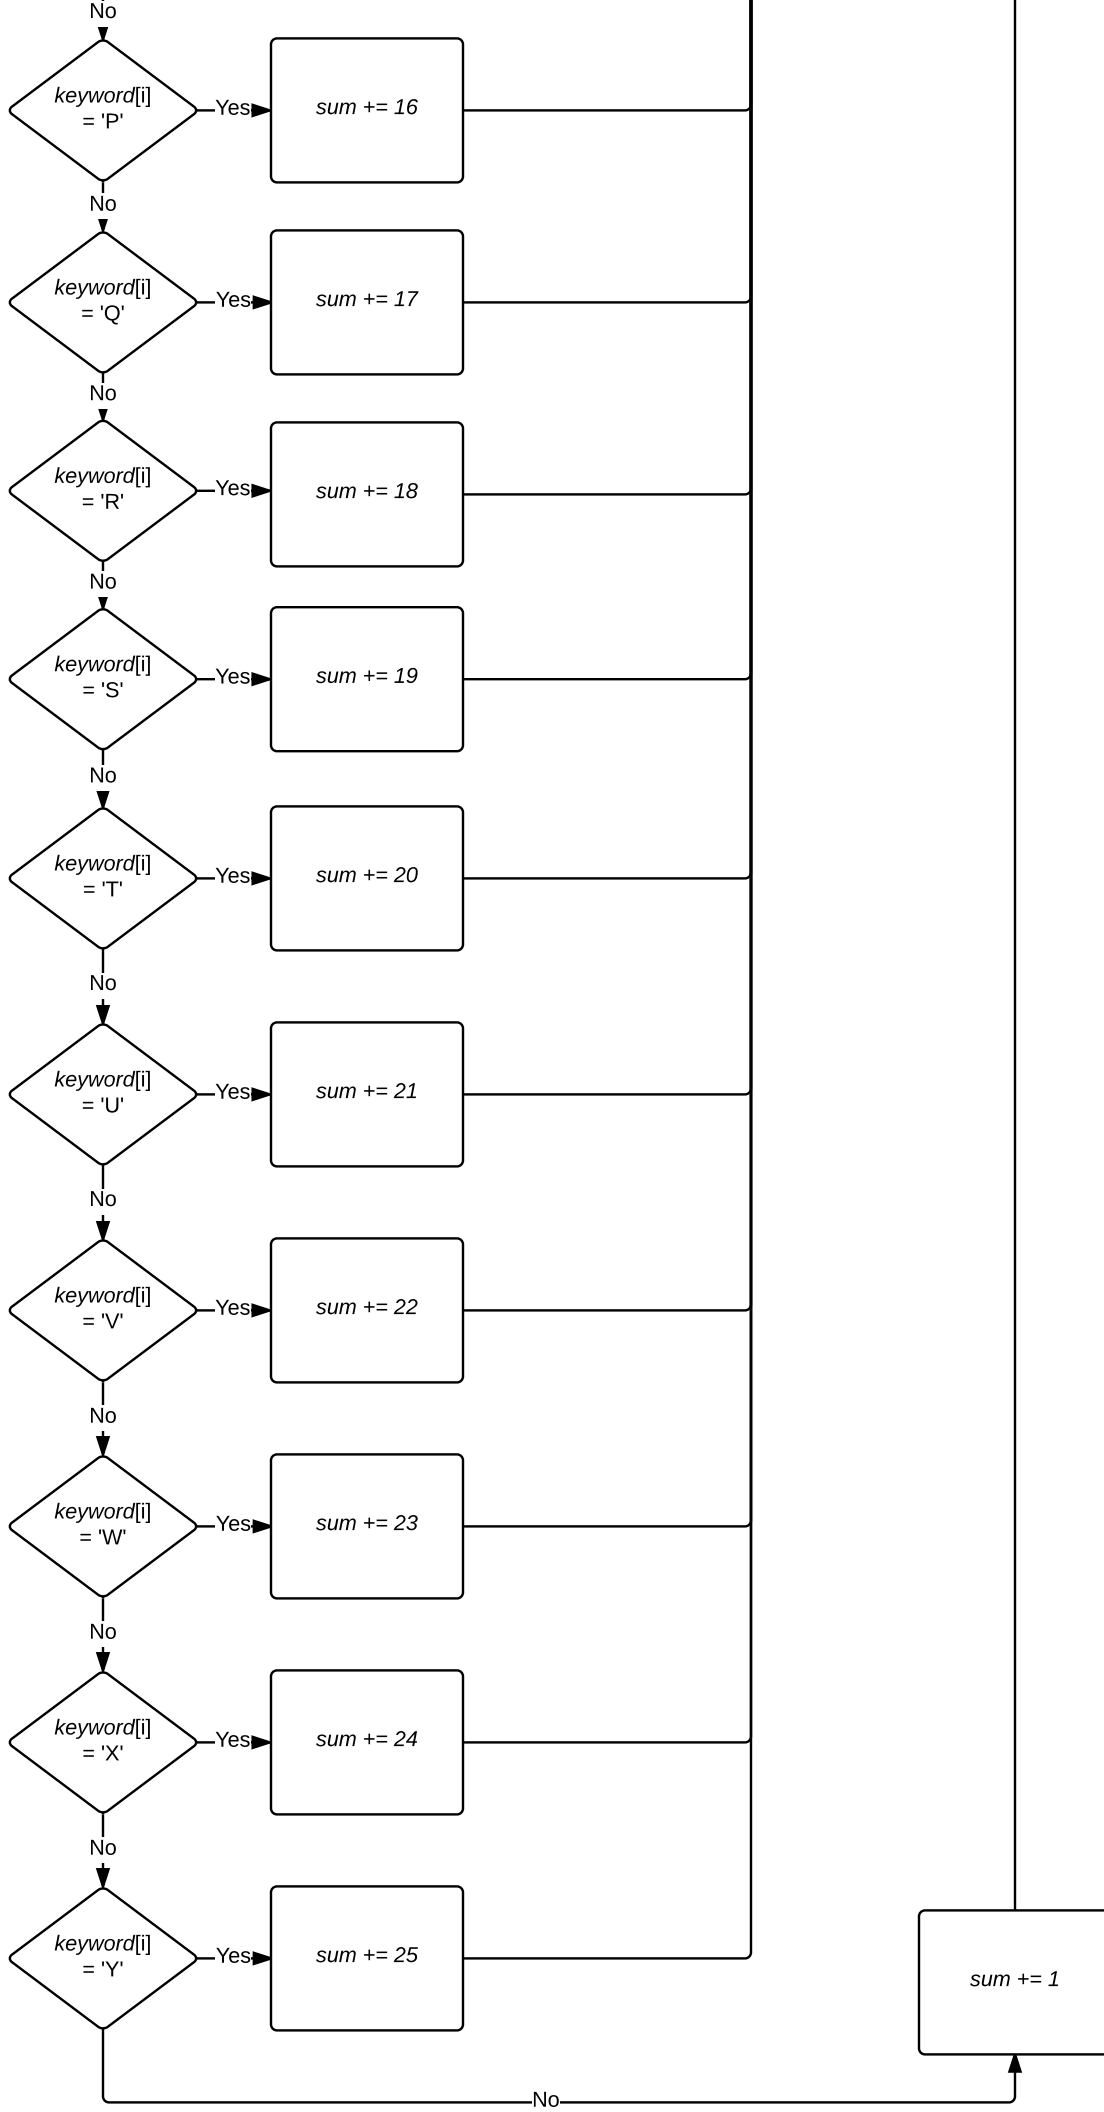 No
keyword[i]
= 'P'
Yes
sum += 16
No
keyword[i]
= 'Q'
Yes
sum += 17
No
keyword[i]
= 'R'
Yes
sum += 18
No
keyword[i]
= 'S'
Yes
sum += 19
No
keyword[i]
= 'T'
Yes
sum += 20
No
keyword[i]
= 'U'
Yes
sum += 21
No
keyword[i]
= 'V'
Yes
sum += 22
No
keyword[i]
= 'W'
Yes
sum += 23
No
keyword[i]
= 'X'
Yes
sum += 24
No
keyword[i]
= 'Y'
Yes
sum += 25
sum += 1
No